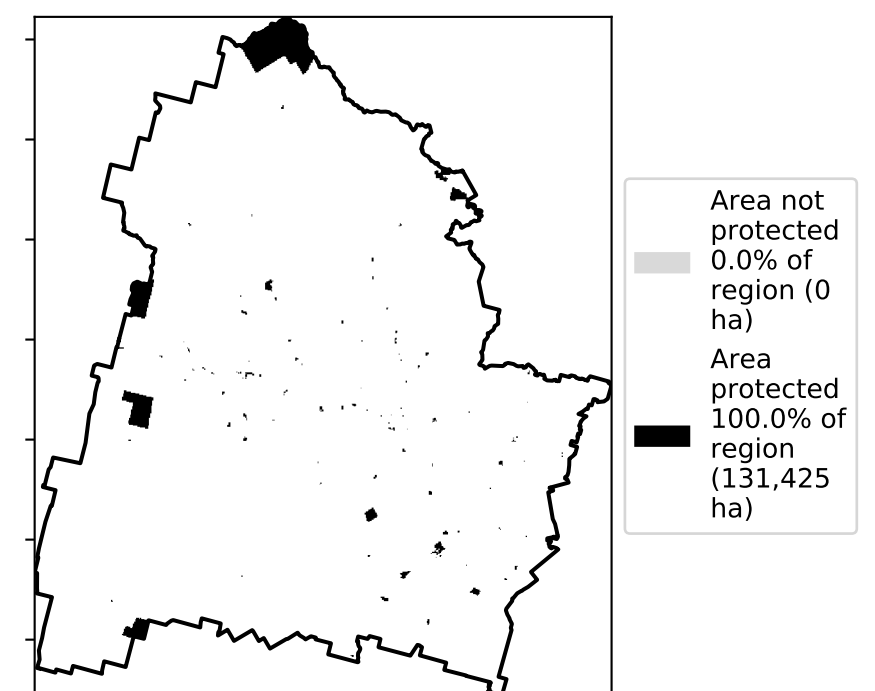 Area not
protected
0.0% of
region (0
ha)
Area
protected
100.0% of
region
(131,425
ha)